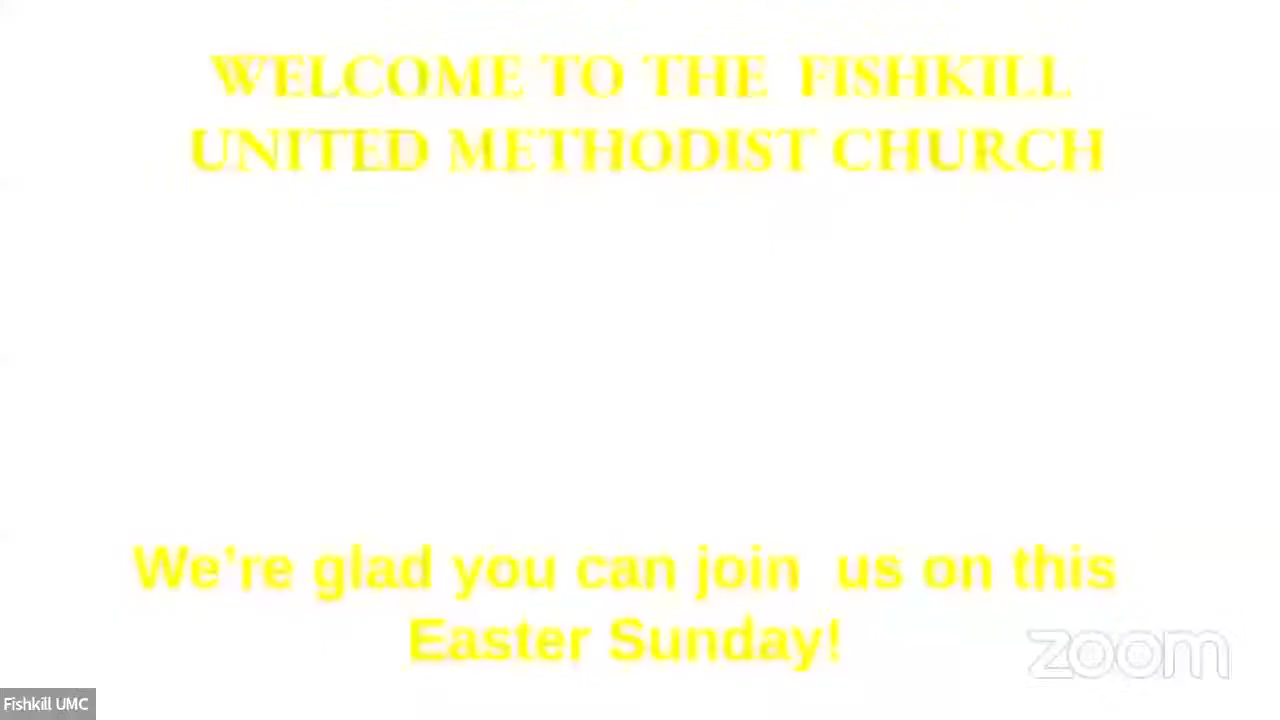 WELCOME TO THE FISHKILL
UNITED METHODIST CHURCH
We’re glad you can join us on this
Easter Sunday!
zoom
Fishkill UMC